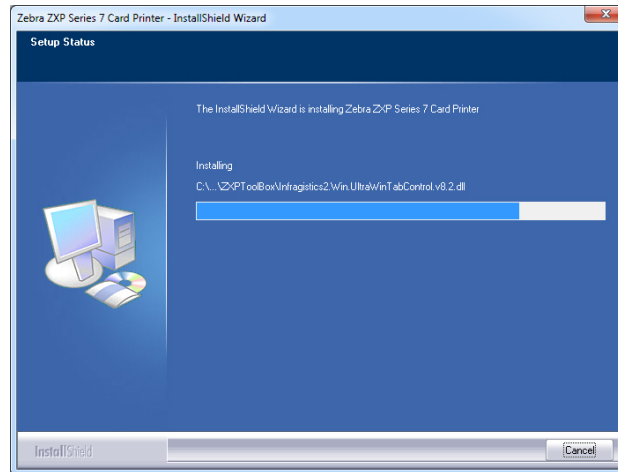 Zebra ZXP Series 7 Card Printer - InstallShield Wizard
Setup Status
The InstallShield Wizard is installing Zebra ZXP Series 7 Card Printer
Installing
C:\...\ZXPToolBox\Infragistics2.Win.UltraWinTabControl.v8.2.dll
InstallShield
Cancel